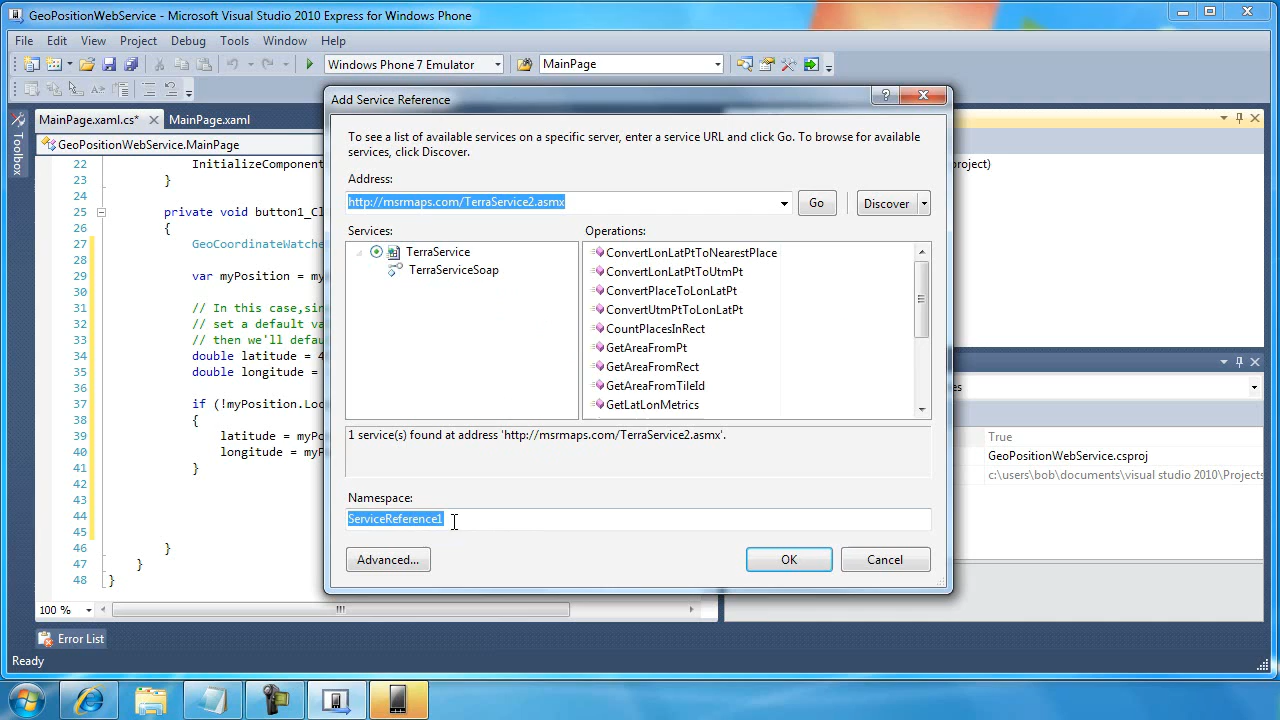 GeoPositionWebService - Microsoft Visual Studio 2010 Express for Windows Phone
File Edit View Project Debug Tools Window Help
Windows Phone 7 Emulator MainPage
Add Service Reference
MainPage.xaml.cs* MainPage.xaml
Toolbox
GeoPositionWebService.MainPage
To see a list of available services on a specific server, enter a service URL and click Go. To browse for available
services, click Discover.
Address:
http://msrmaps.com/TerraService2.asmx Go Discover
Services: Operations:
TerraService
TerraServiceSoap
ConvertLonLatPtToNearestPlace
ConvertLonLatPtToUtmPt
ConvertPlaceToLonLatPt
ConvertUtmPtToLonLatPt
CountPlacesInRect
GetAreaFromPt
GetAreaFromRect
GetAreaFromTileId
GetLatLonMetrics
1 service(s) found at address 'http://msrmaps.com/TerraService2.asmx'.
Namespace:
ServiceReference1
Advanced... OK Cancel
22 InitializeComponent
23 }
24
25 private void button1_Cl
26 {
27 GeoCoordinateWatche
28
29 var myPosition = my
30
31 // In this case,sin
32 // set a default va
33 // then we'll defau
34 double latitude = 4
35 double longitude =
36
37 if (!myPosition.Loc
38 {
39 latitude = myPo
40 longitude = myP
41 }
42
43
44
45
46 }
47 }
48 }
100 %
project)
es
True
GeoPositionWebService.csproj
c:\users\bob\documents\visual studio 2010\Projects
Error List
Ready